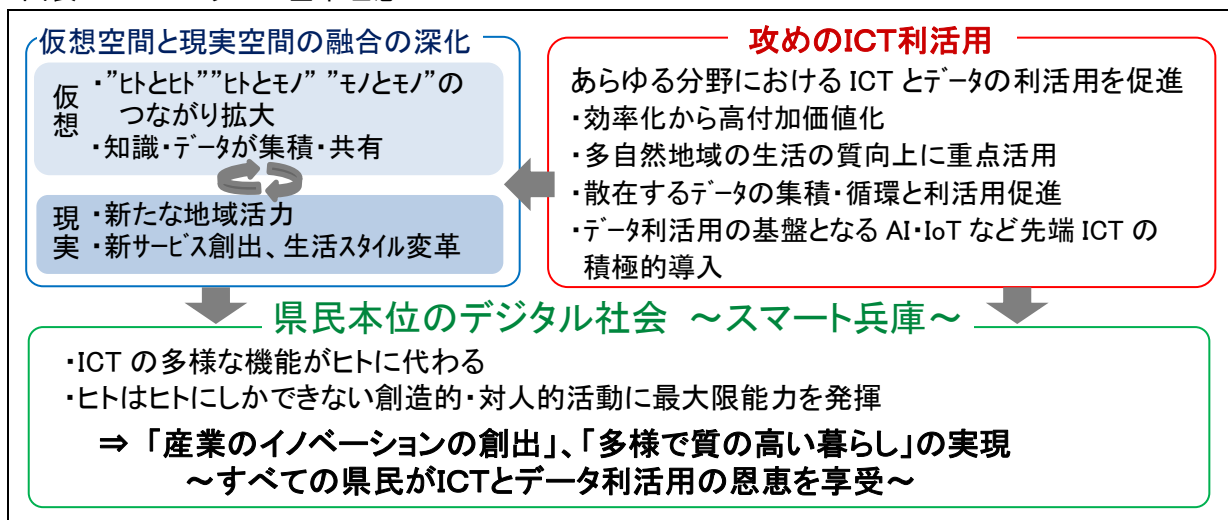 仮想空間と現実空間の融合の深化
仮想
・”ﾋﾄとﾋﾄ””ﾋﾄとﾓﾉ” ”ﾓﾉとﾓﾉ”の
つながり拡大
・知識・ﾃﾞｰﾀが集積・共有
現実
・新たな地域活力
・新ｻｰﾋﾞｽ創出、生活ｽﾀｲﾙ変革
攻めのICT利活用
あらゆる分野における ICT とﾃﾞｰﾀの利活用を促進
・効率化から高付加価値化
・多自然地域の生活の質向上に重点活用
・散在するﾃﾞｰﾀの集積・循環と利活用促進
・ﾃﾞｰﾀ利活用の基盤となる AI・IoT など先端 ICT の
積極的導入
県民本位のデジタル社会 ～スマート兵庫～
・ICT の多様な機能がヒトに代わる
・ヒトはヒトにしかできない創造的・対人的活動に最大限能力を発揮
⇒ 「産業のイノベーションの創出」、「多様で質の高い暮らし」の実現
～すべての県民がICTとデータ利活用の恩恵を享受～